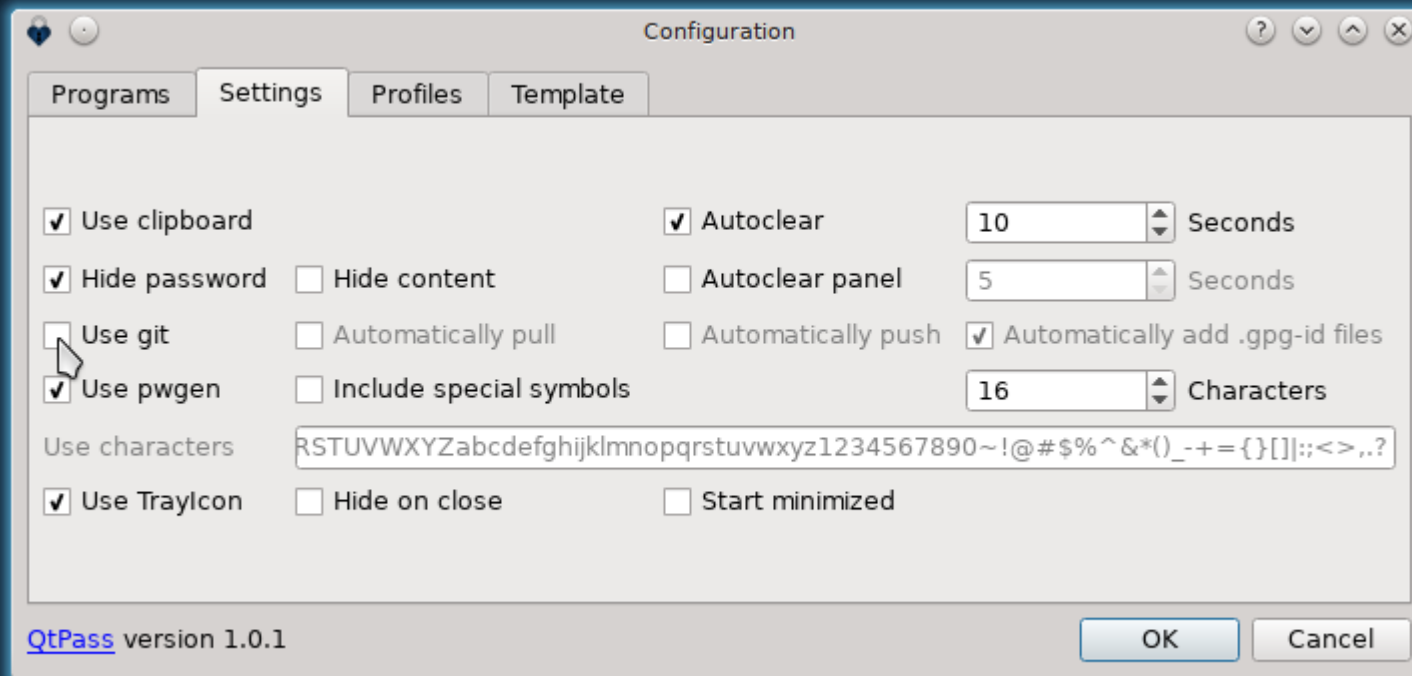 Configuration
Programs Settings Profiles Template
Use clipboard Autoclear 10 Seconds
Hide password Hide content Autoclear panel 5 Seconds
Use git Automatically pull Automatically push Automatically add .gpg-id files
Use pwgen Include special symbols 16 Characters
Use characters RSTUVWXYZabcdefghijklmnopqrstuvwxyz1234567890~!@#$%^&*()_-+={}[]|:;<>,.?
Use TrayIcon Hide on close Start minimized
QtPass version 1.0.1 OK Cancel